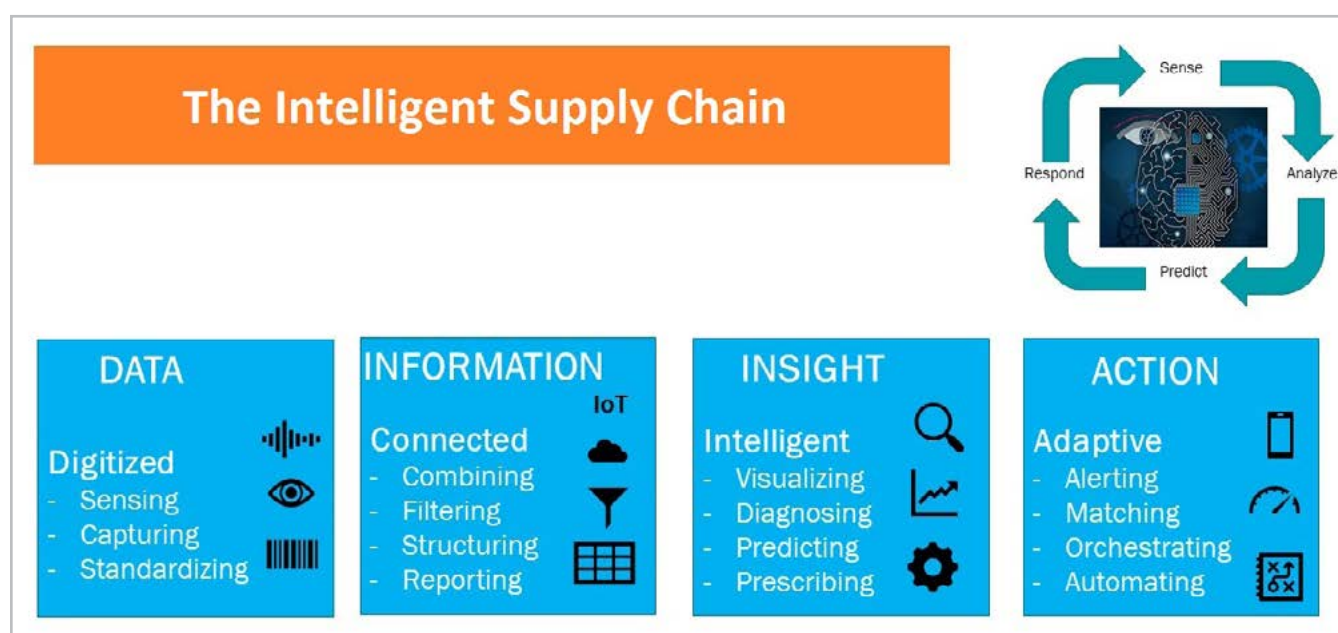 The Intelligent Supply Chain
Sense
Respond
Analyze
Predict
DATA
Digitized
- Sensing
- Capturing
- Standardizing
INFORMATION
IoT
Connected
- Combining
- Filtering
- Structuring
- Reporting
INSIGHT
Intelligent
- Visualizing
- Diagnosing
- Predicting
- Prescribing
ACTION
Adaptive
- Alerting
- Matching
- Orchestrating
- Automating